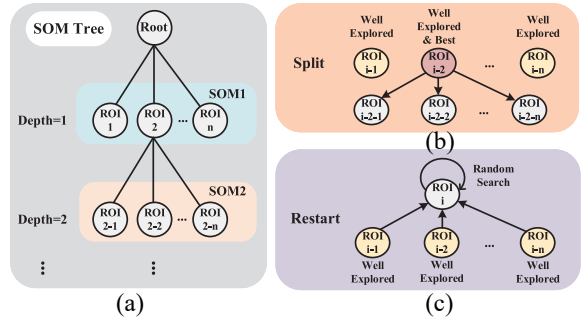 SOM Tree
Root
SOM1
Depth=1
ROI
1
ROI
2
...
ROI
n
SOM2
Depth=2
ROI
2-1
ROI
2-2
...
ROI
2-n
(a)
Split
Well
Explored
Well
Explored
& Best
Well
Explored
ROI
i-1
ROI
i-2
...
ROI
i-n
ROI
i-2-1
ROI
i-2-2
...
ROI
i-2-n
(b)
Restart
Random
Search
ROI
i
ROI
i-1
ROI
i-2
...
ROI
i-n
Well
Explored
Well
Explored
Well
Explored
(c)